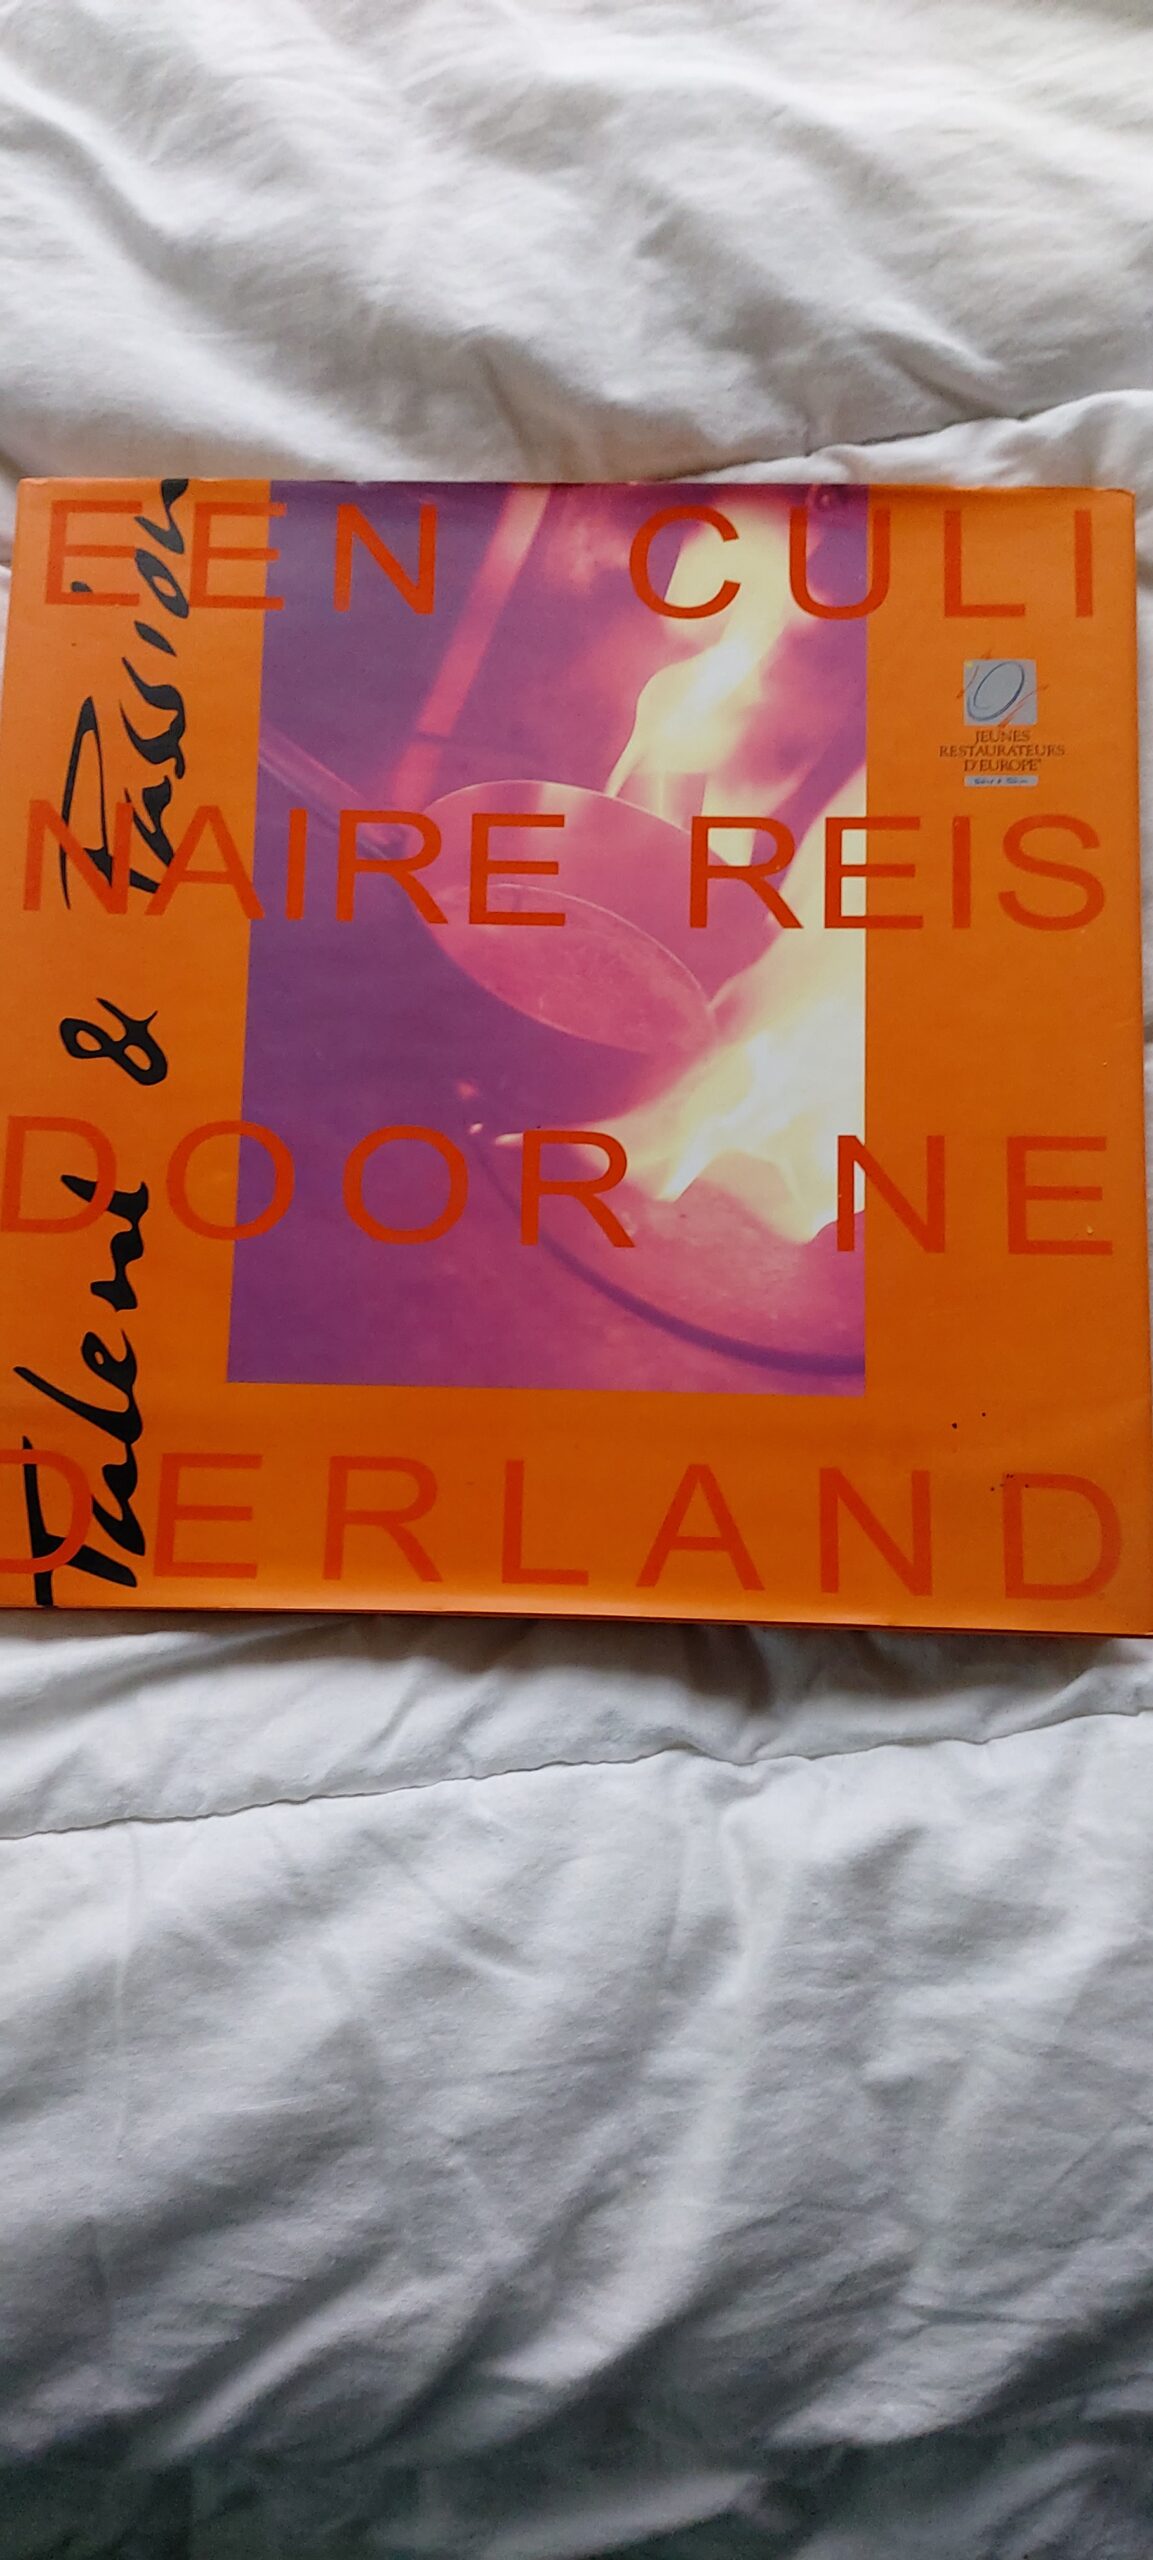 EEN CULI
NAIRE REIS
DOOR NE
DERLAND
Talent & Passion
JEUNES
RESTAURATEURS
D'EUROPE